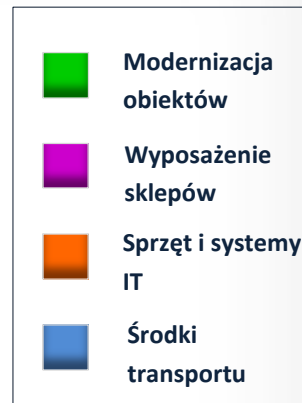 Modernizacja
obiektów
Wyposażenie
sklepów
Sprzęt i systemy
IT
Środki
transportu